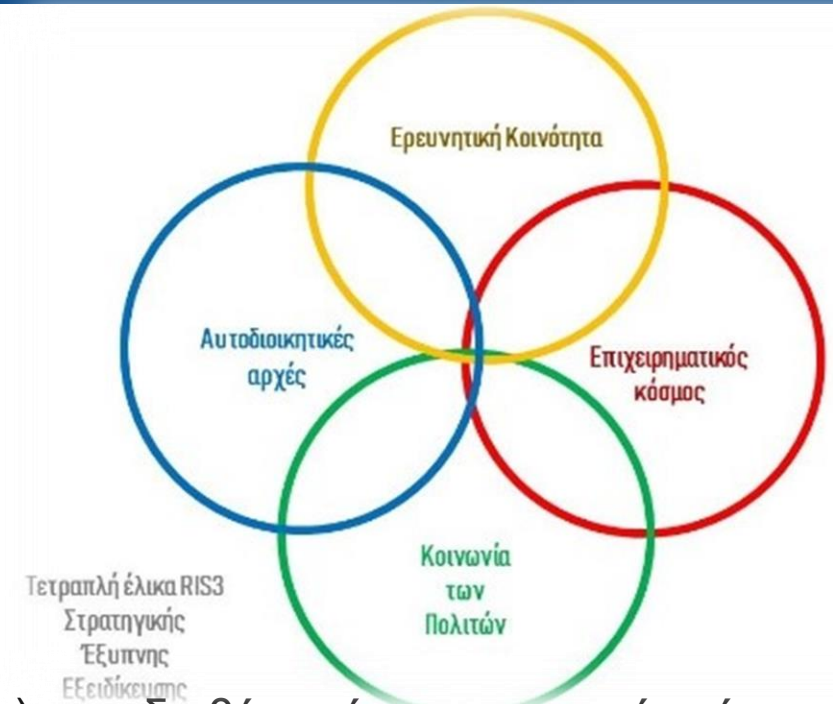 Ερευνητική Κοινότητα
Αυτοδιοικητικές
αρχές
Επιχειρηματικός
κόσμος
Κοινωνία
των
Πολιτών
Τετραπλή έλικα RIS3
Στρατηγικής
Έξυπνης
Εξειδίκευσης